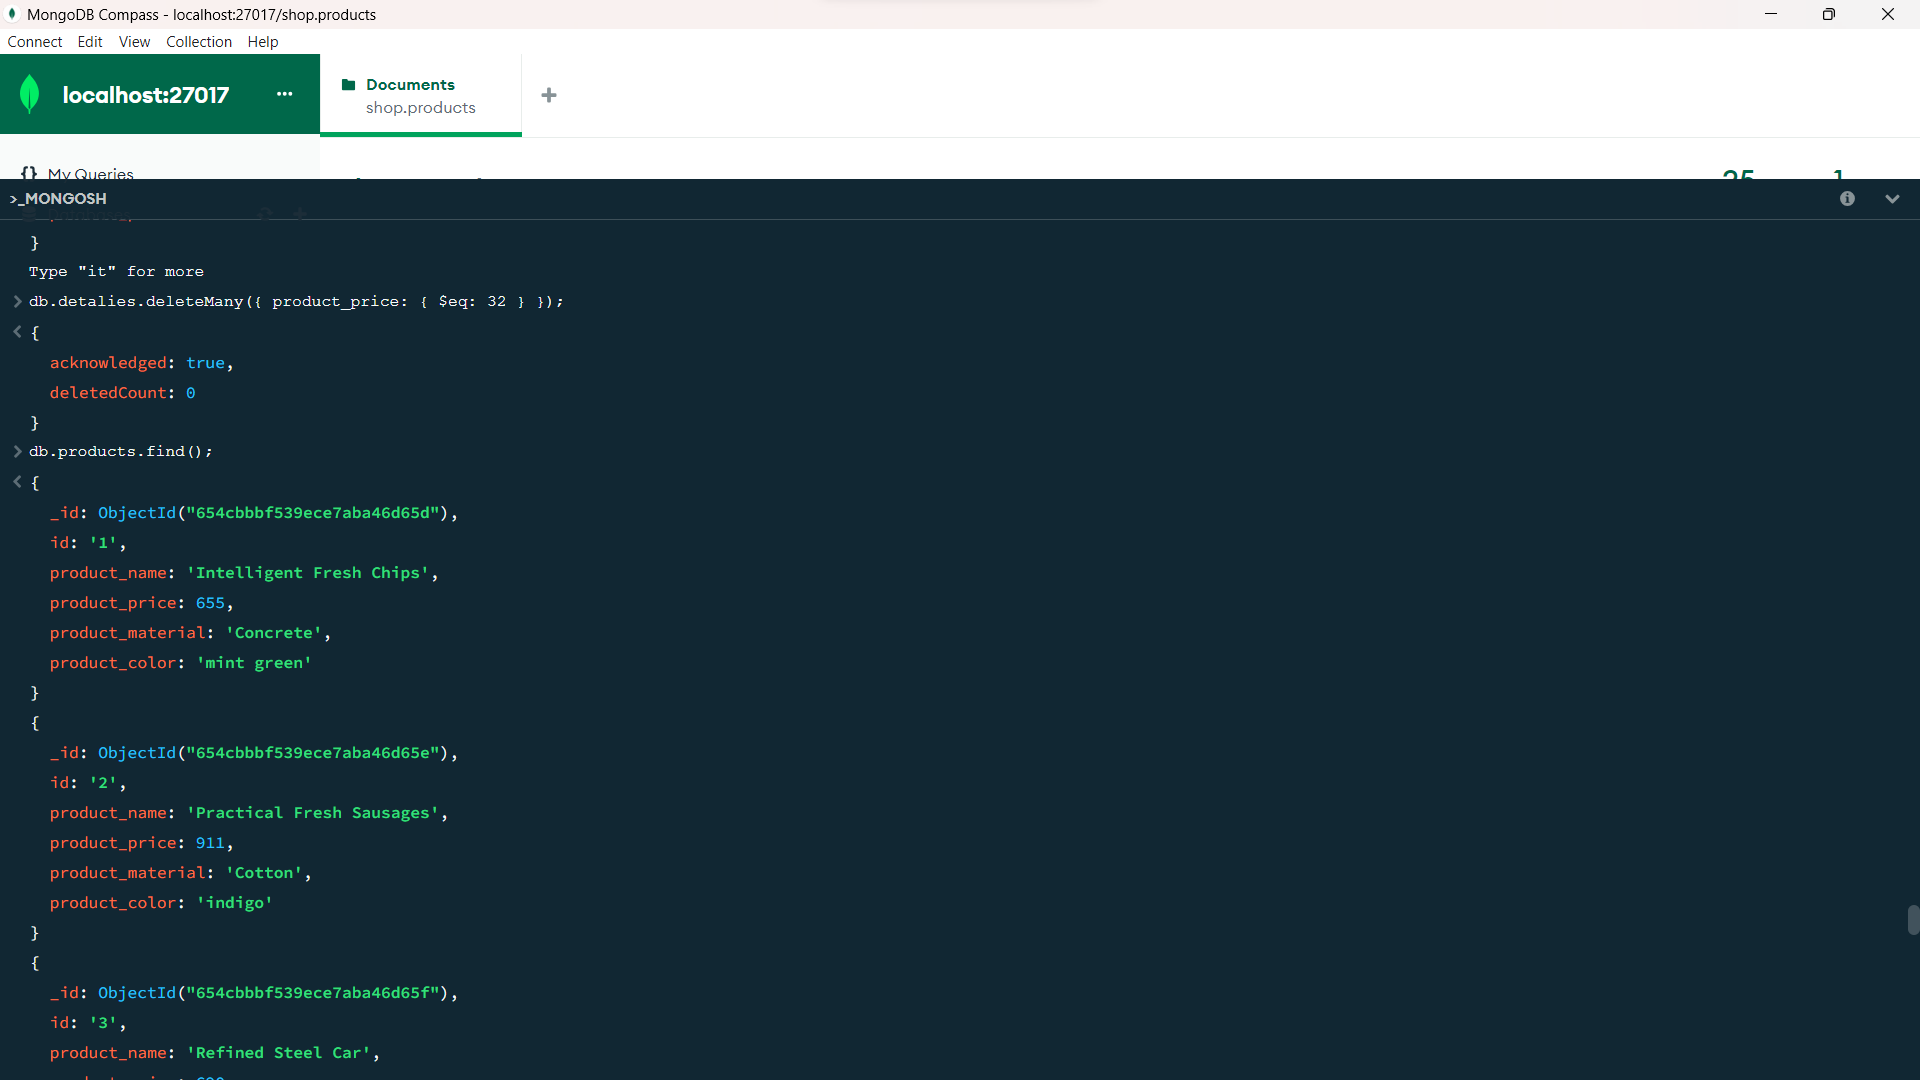 MongoDB Compass - localhost:27017/shop.products
Connect Edit View Collection Help
localhost:27017 ...
Documents
shop.products
{} My Queries
25 1
>_MONGOSH
}
Type "it" for more
> db.detalies.deleteMany({ product_price: { $eq: 32 } });
< {
acknowledged: true,
deletedCount: 0
}
> db.products.find();
< {
_id: ObjectId("654cbbbf539ece7aba46d65d"),
id: '1',
product_name: 'Intelligent Fresh Chips',
product_price: 655,
product_material: 'Concrete',
product_color: 'mint green'
}
{
_id: ObjectId("654cbbbf539ece7aba46d65e"),
id: '2',
product_name: 'Practical Fresh Sausages',
product_price: 911,
product_material: 'Cotton',
product_color: 'indigo'
}
{
_id: ObjectId("654cbbbf539ece7aba46d65f"),
id: '3',
product_name: 'Refined Steel Car',